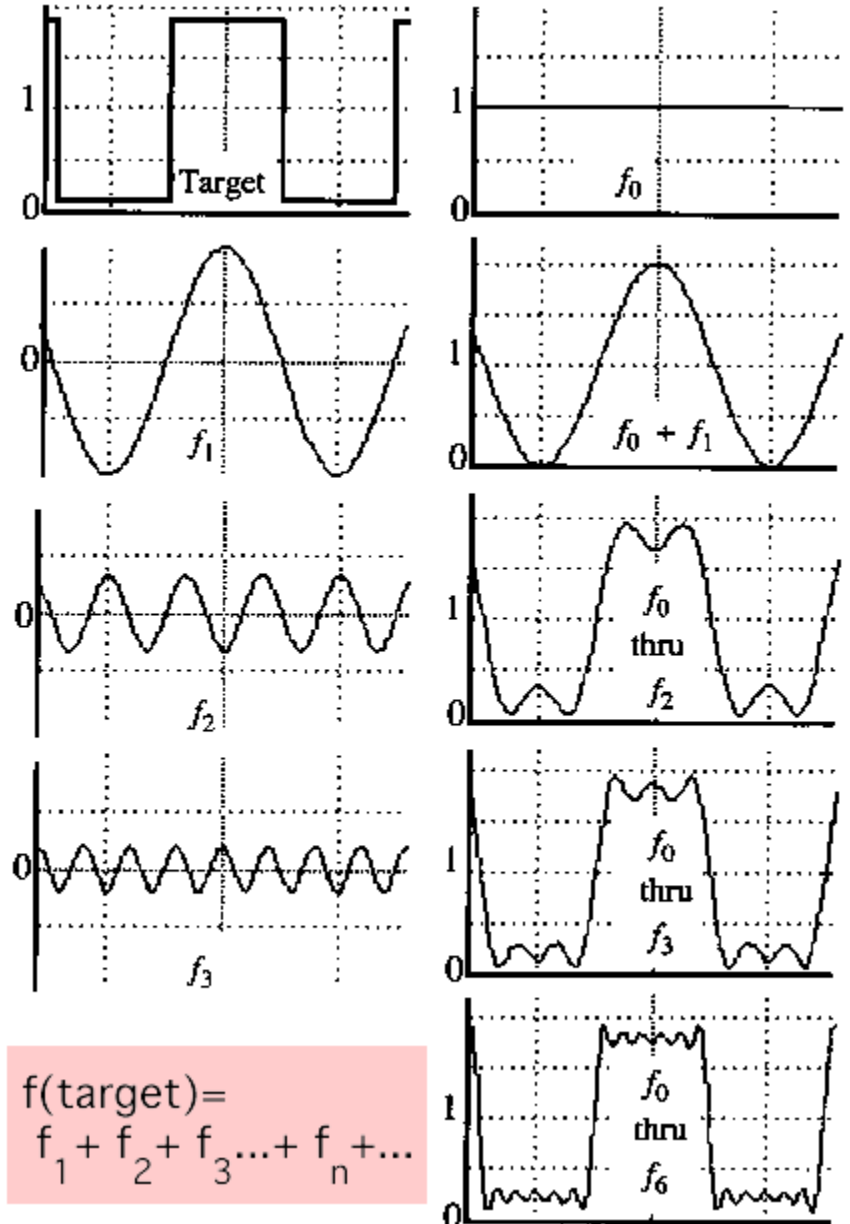 1
0
Target
1
0
f₀
0
f₁
1
0
f₀ + f₁
0
f₂
1
0
f₀
thru
f₂
0
f₃
1
0
f₀
thru
f₃
1
0
f₀
thru
f₆
f(target)=
f₁+ f₂+ f₃...+ fₙ+...